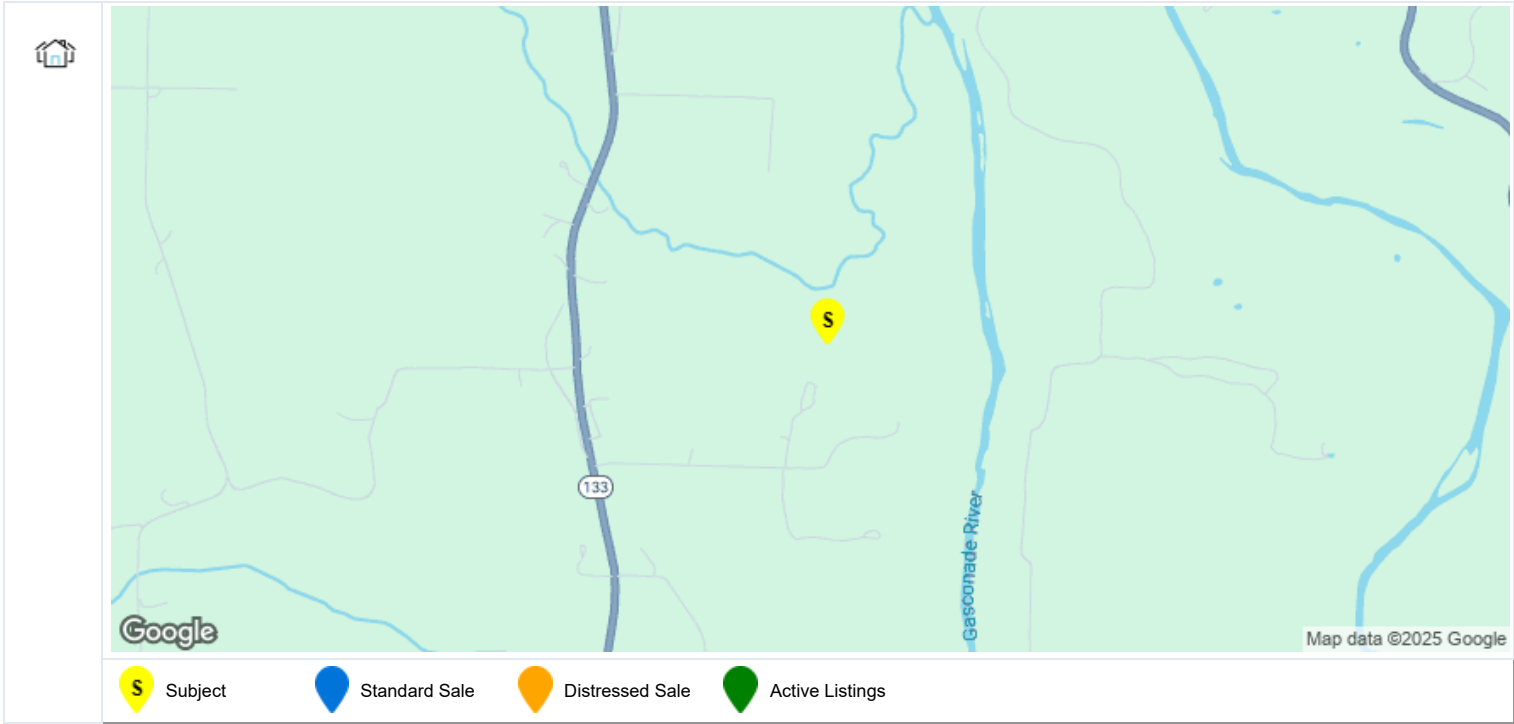 S
133
Gasconade River
Google
Map data ©2025 Google
S Subject Standard Sale Distressed Sale Active Listings